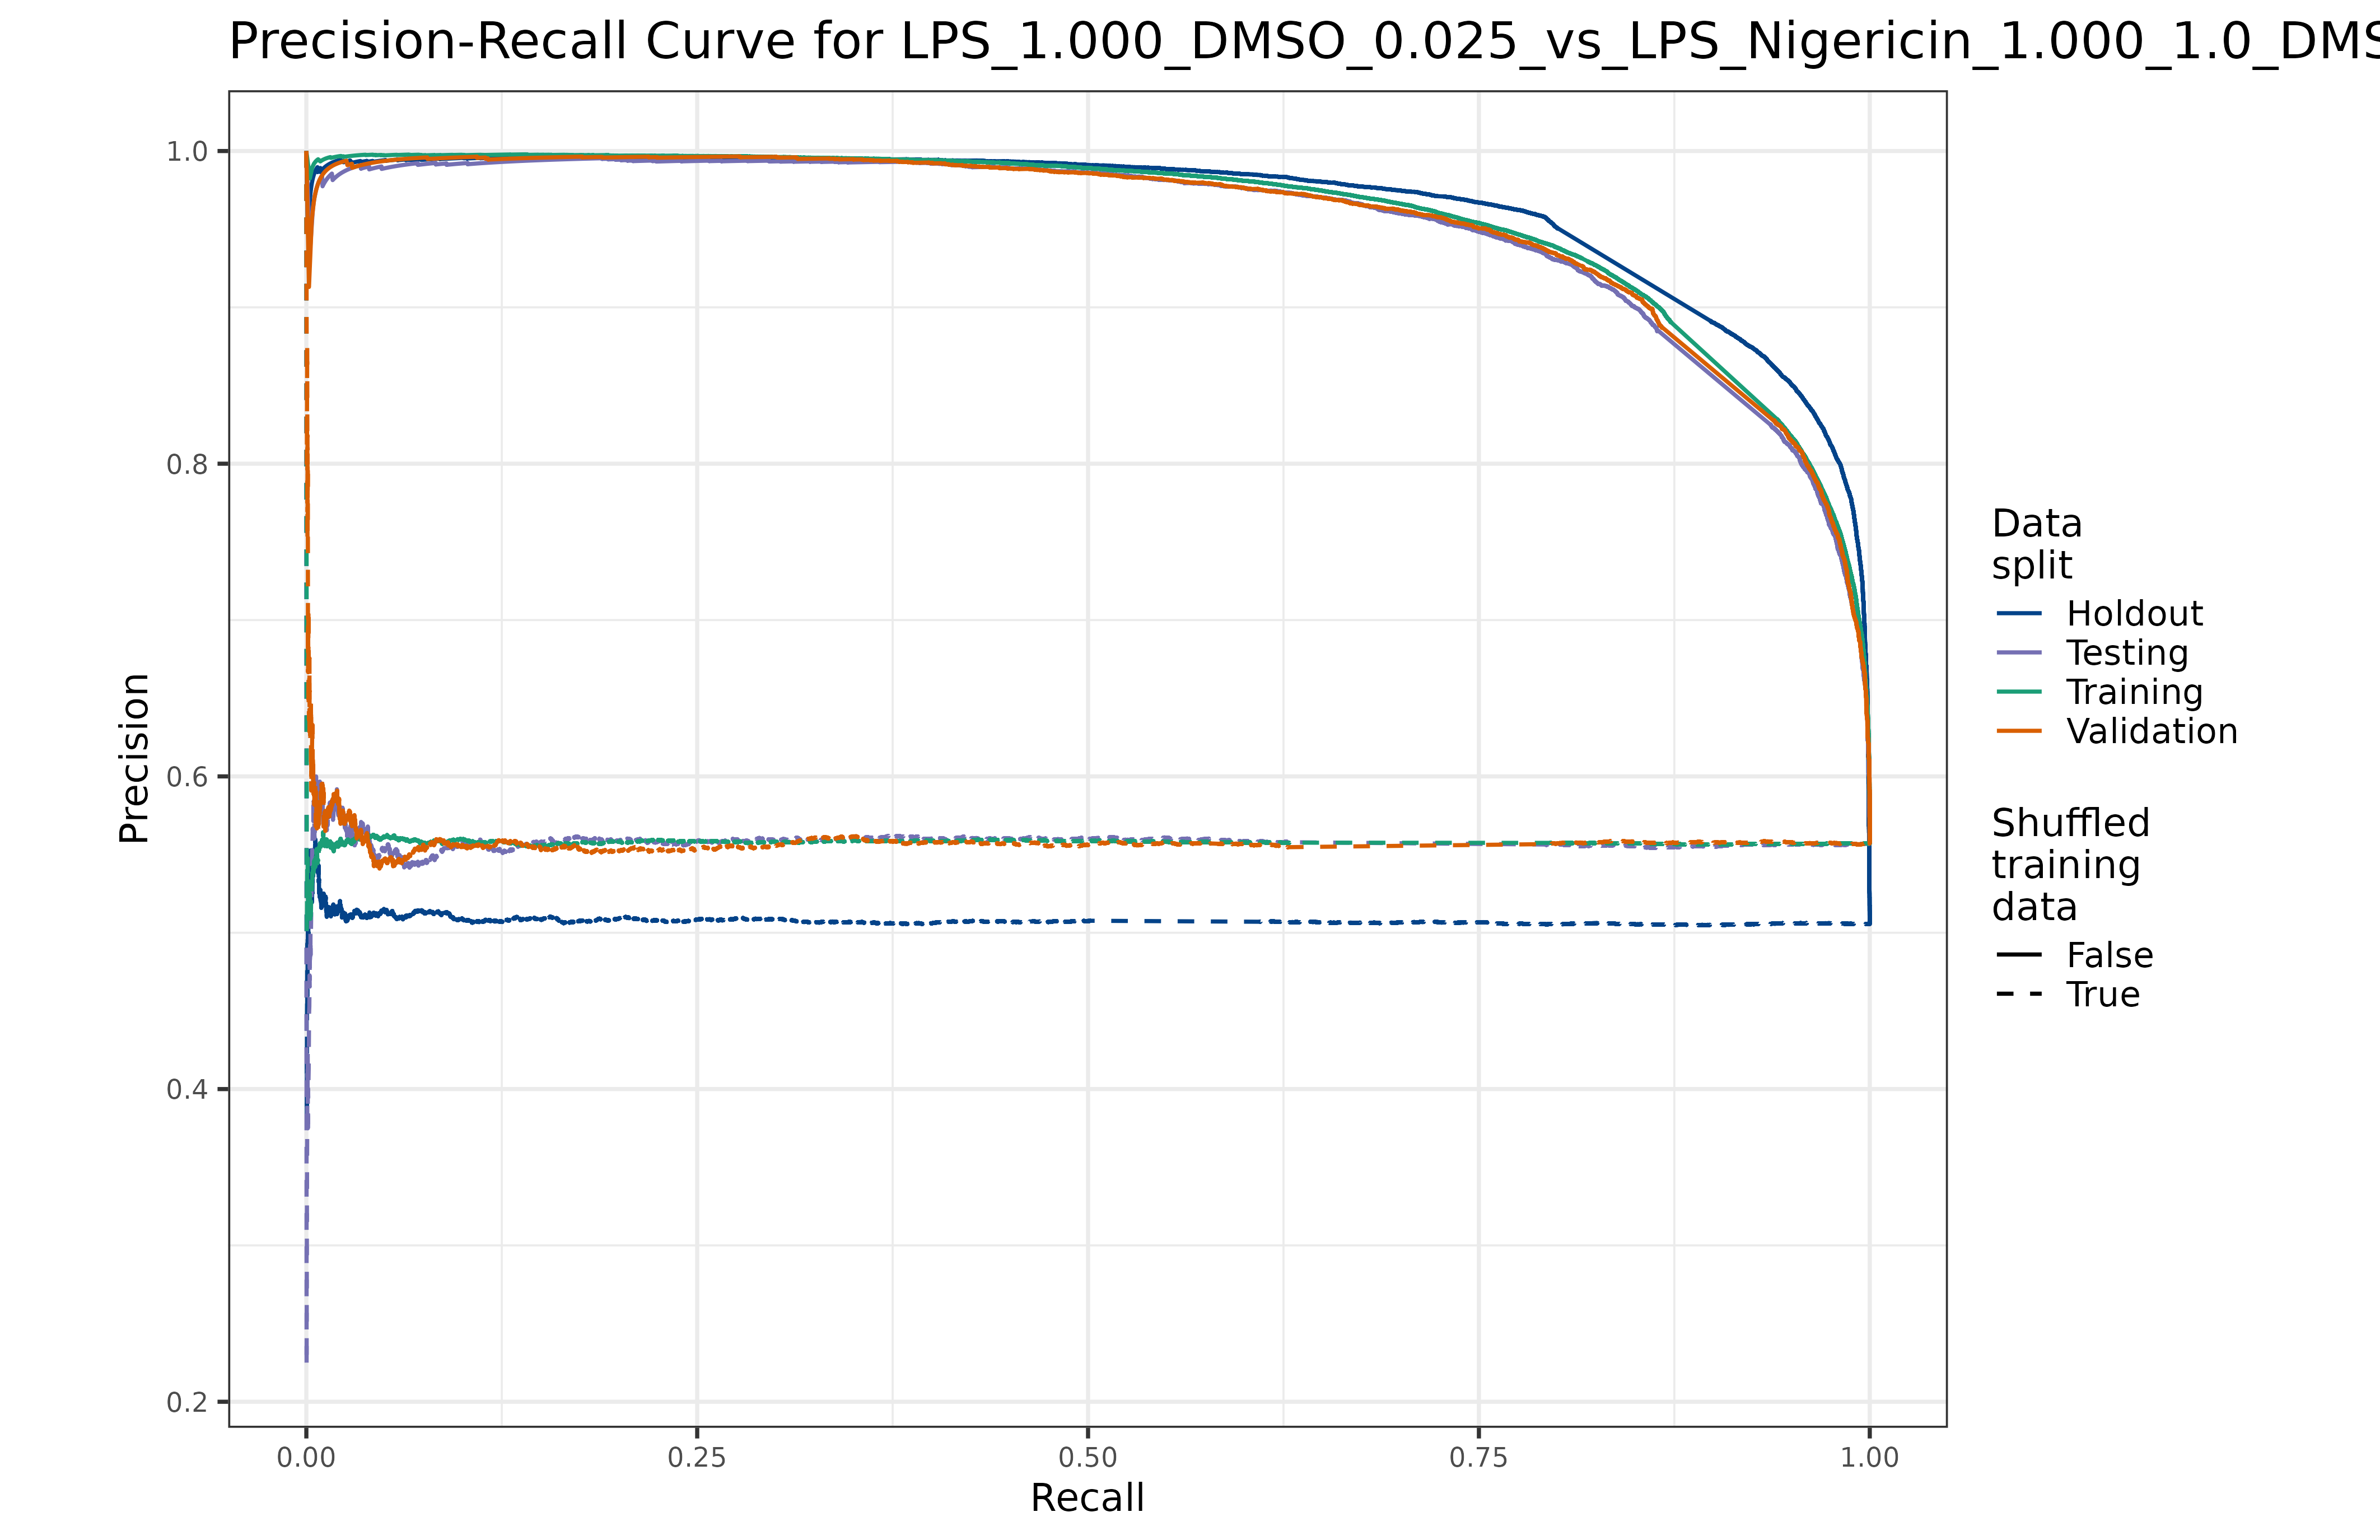 Precision-Recall Curve for LPS_1.000_DMSO_0.025_vs_LPS_Nigericin_1.000_1.0_DMS
1.0
0.8
0.6
0.4
0.2
Precision
0.00
0.25
0.50
0.75
1.00
Recall
Data
split
Holdout
Testing
Training
Validation
Shuffled
training
data
False
True